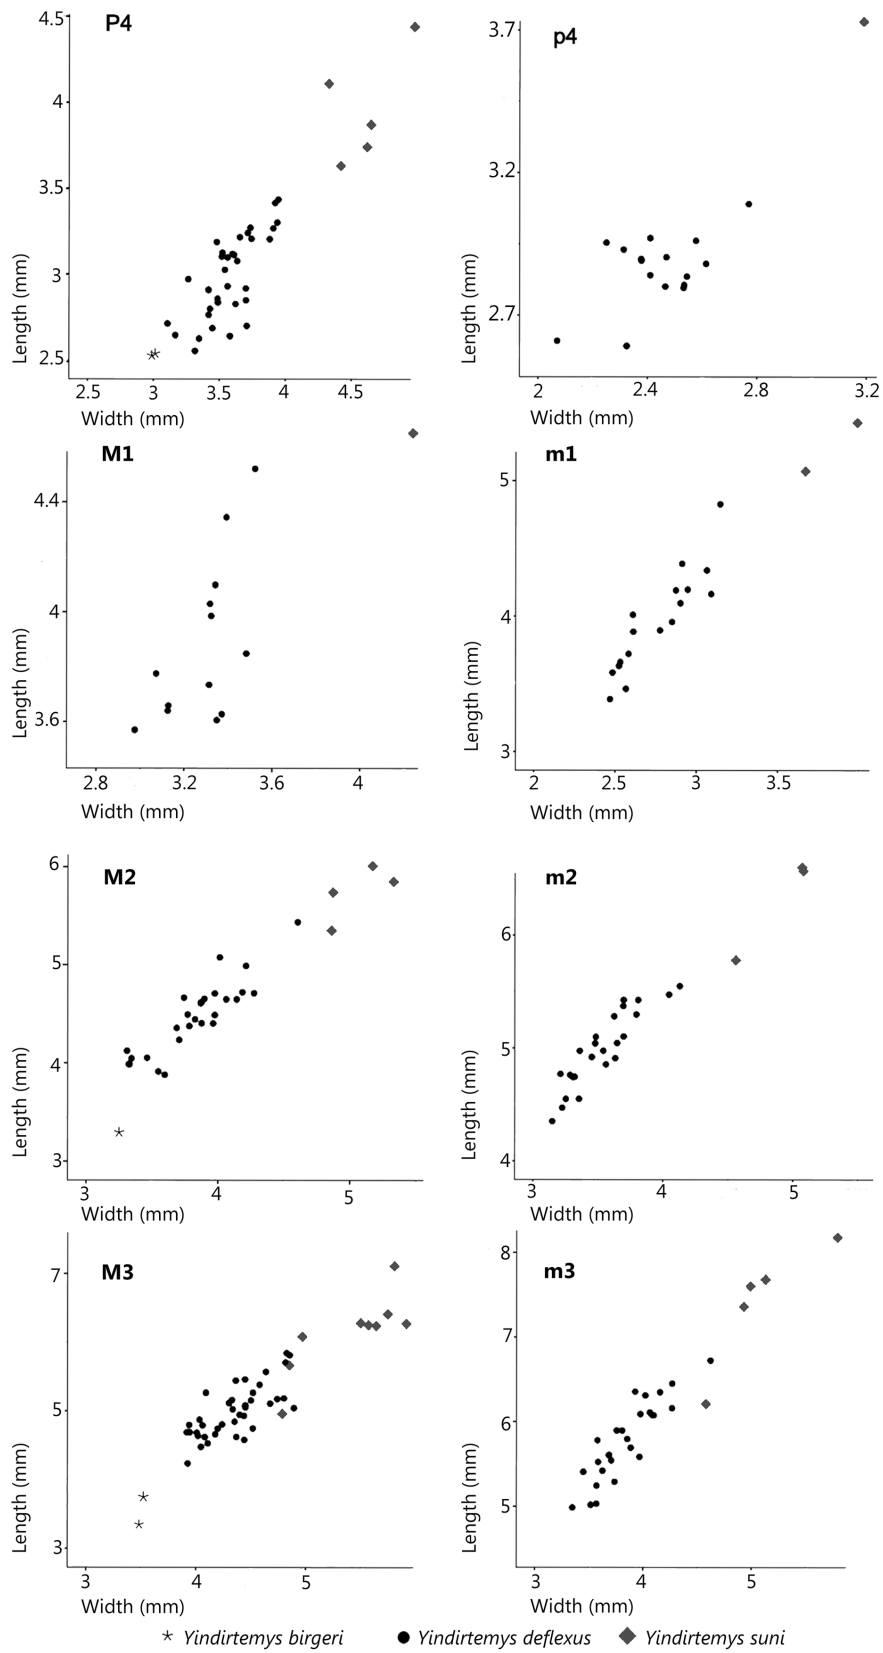 P4
4.5
4
3.5
3
2.5
Length (mm)
2.5 3 3.5 4 4.5
Width (mm)
p4
3.7
3.2
2.7
Length (mm)
2 2.4 2.8 3.2
Width (mm)
M1
4.4
4
3.6
Length (mm)
2.8 3.2 3.6 4
Width (mm)
m1
5
4
3
Length (mm)
2 2.5 3 3.5
Width (mm)
M2
6
5
4
3
Length (mm)
3 4 5
Width (mm)
m2
6
5
4
Length (mm)
3 4 5
Width (mm)
M3
7
5
3
Length (mm)
3 4 5
Width (mm)
m3
8
7
6
5
Length (mm)
3 4 5
Width (mm)
Yindirtemys birgeri Yindirtemys deflexus Yindirtemys suni